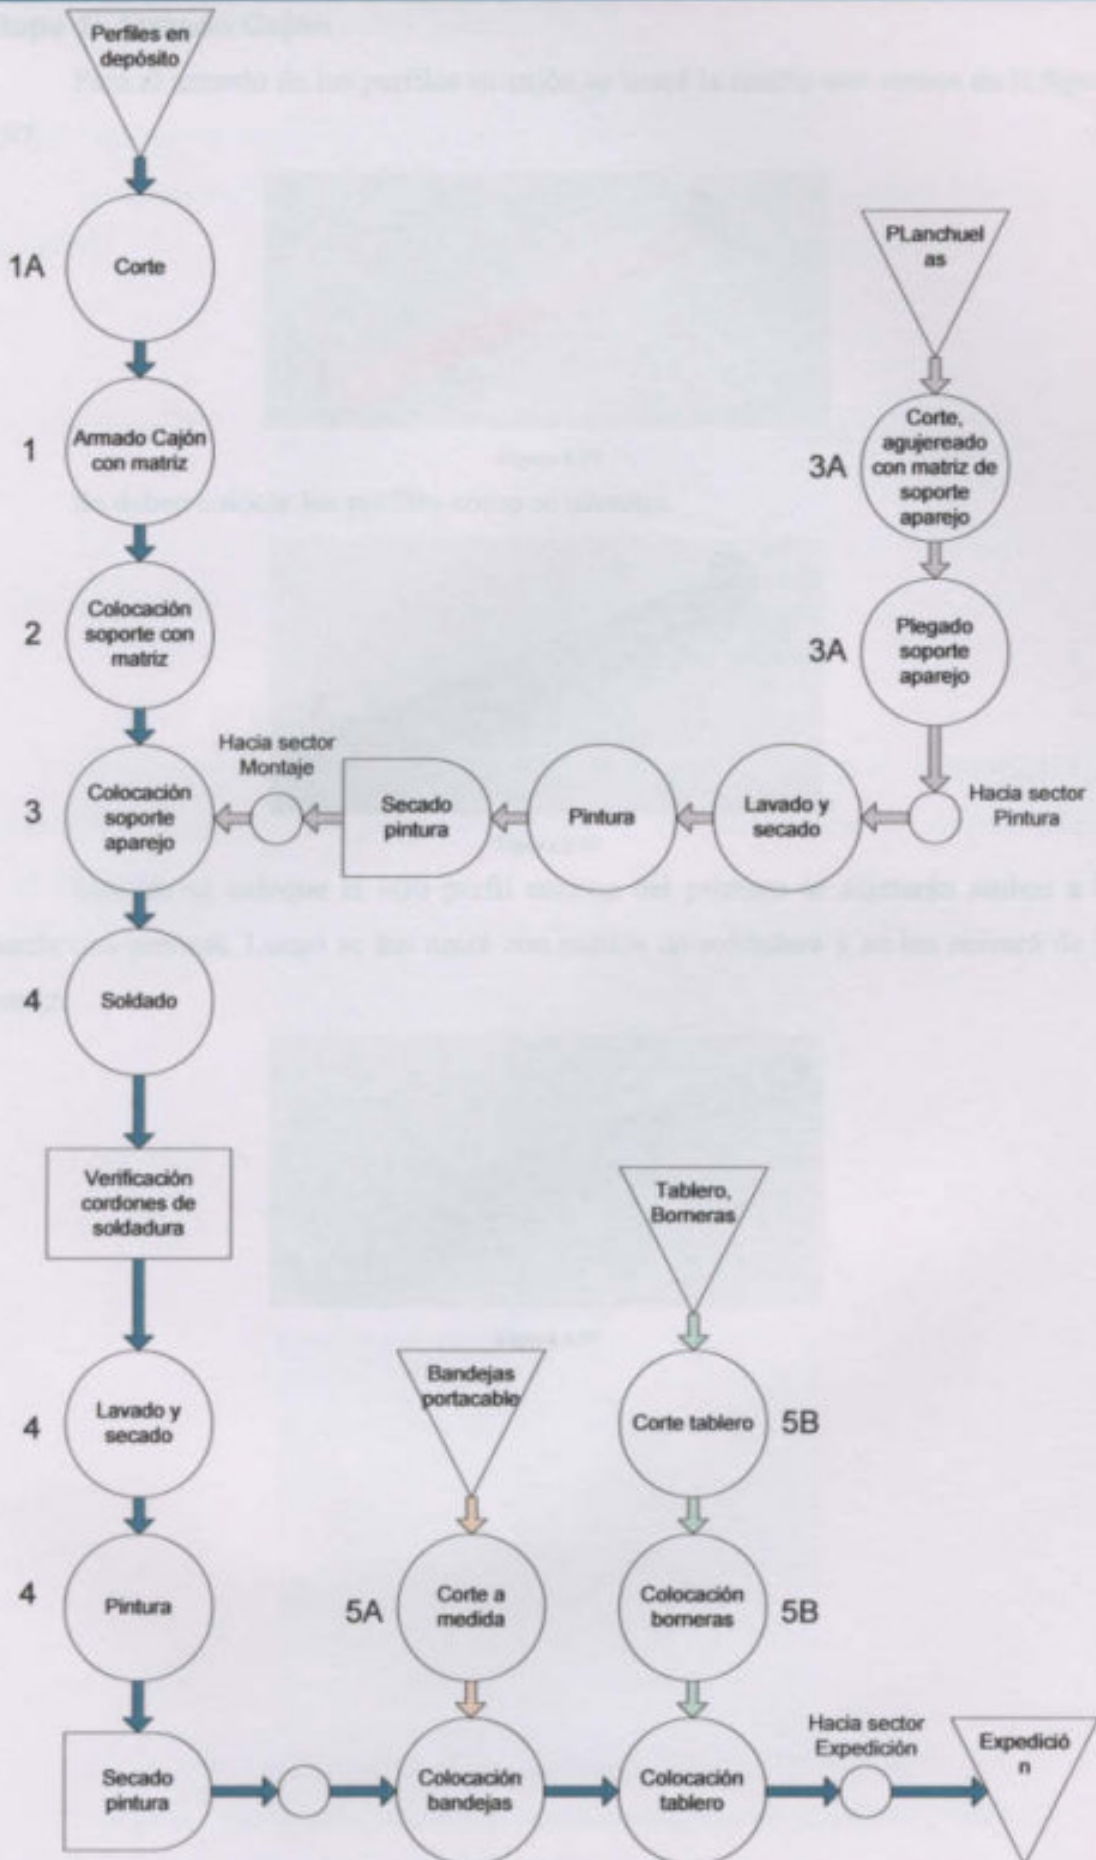 Perfiles en
depósito
1A
Corte
PLanchuel
as
1
Armado Cajón
con matriz
3A
Corte,
agujereado
con matriz de
soporte
aparejo
2
Colocación
soporte con
matriz
3A
Plegado
soporte
aparejo
Hacia sector
Montaje
3
Colocación
soporte
aparejo
Secado
pintura
Pintura
Lavado y
secado
Hacia sector
Pintura
4
Soldado
Verificación
cordones de
soldadura
Tablero,
Borneras
4
Lavado y
secado
Bandejas
portacable
Corte tablero
5B
4
Pintura
5A
Corte a
medida
Colocación
borneras
5B
Secado
pintura
Colocación
bandejas
Colocación
tablero
Hacia sector
Expedición
Expedició
n